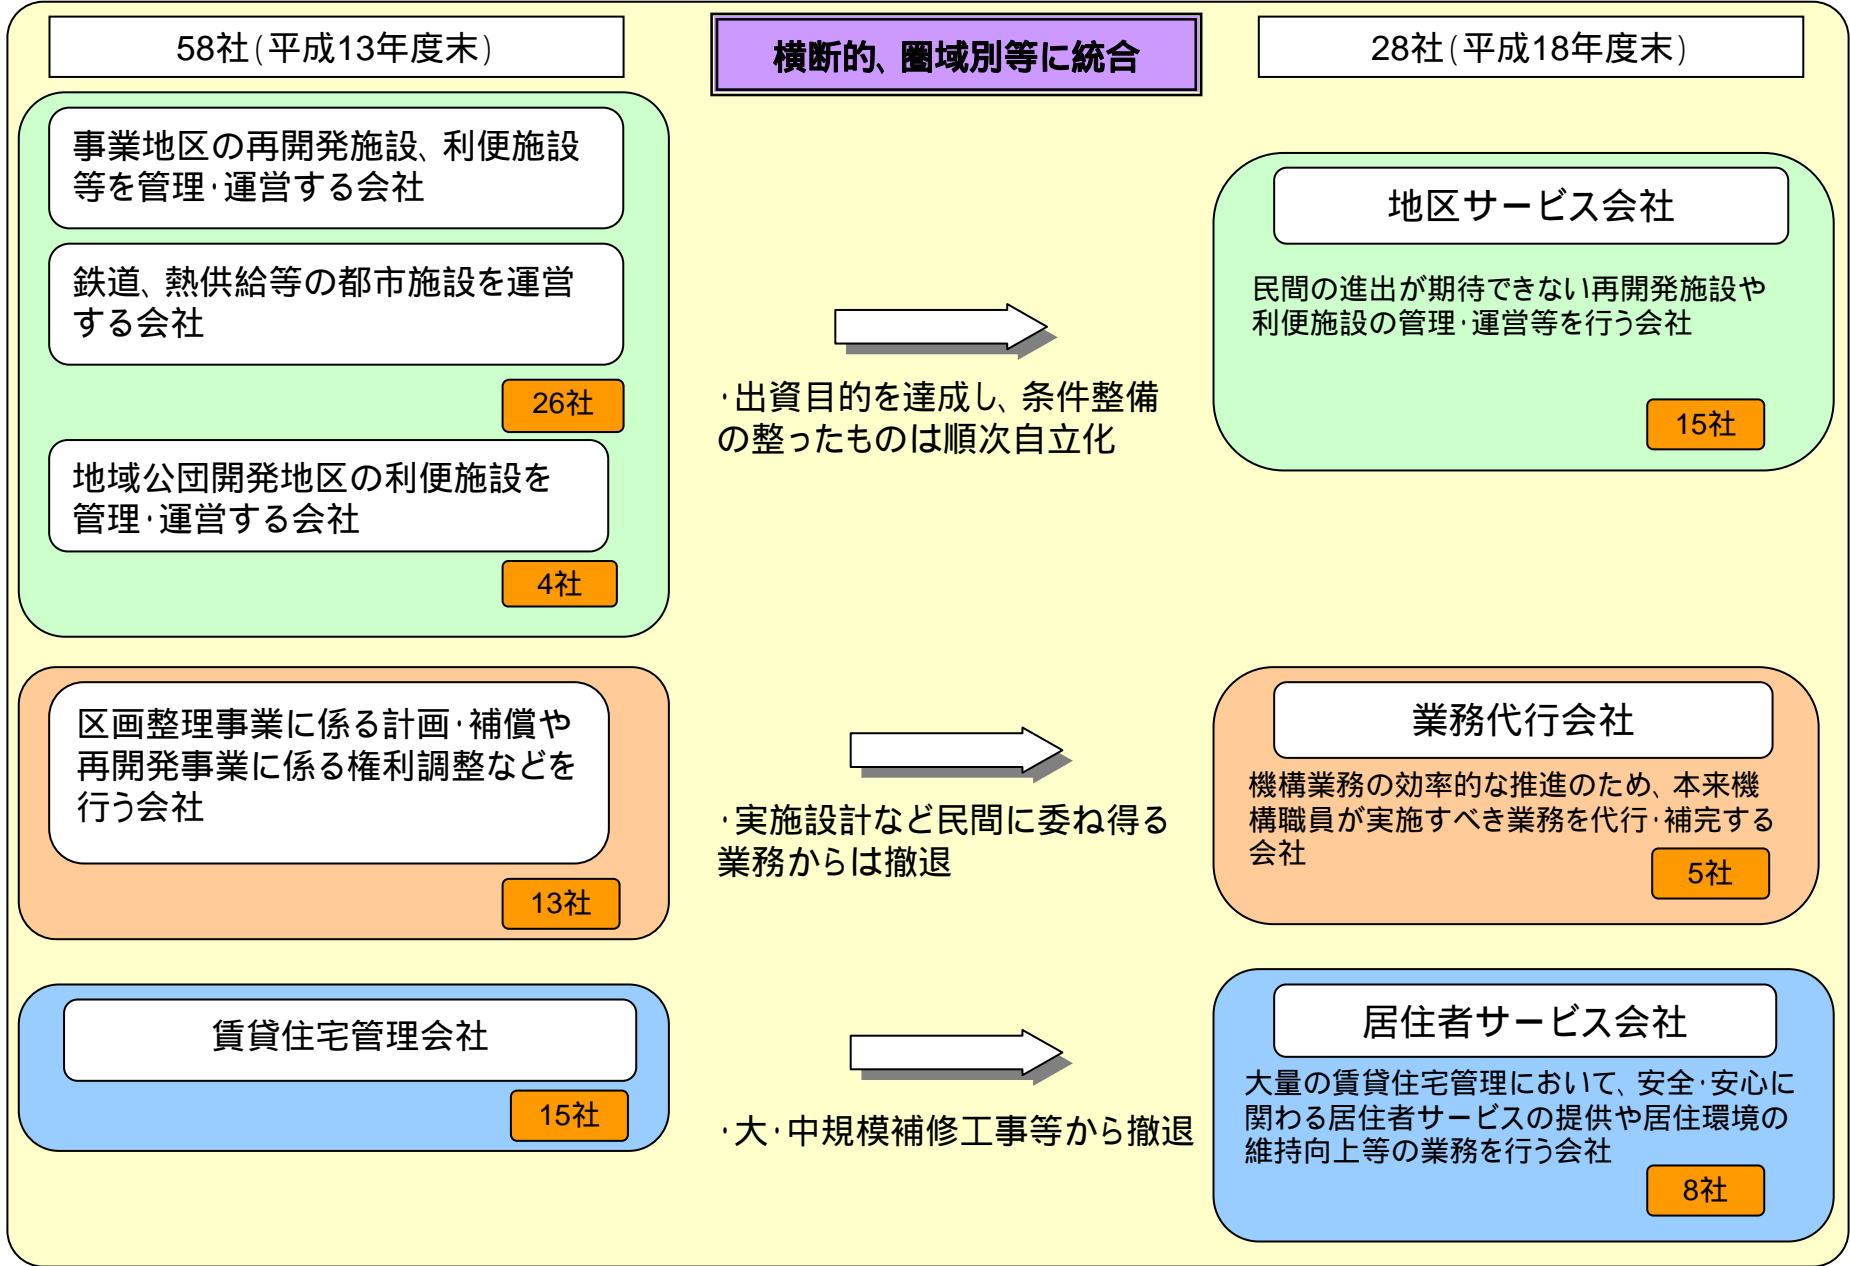 58社(平成13年度末)
横断的、圏域別等に統合
28社(平成18年度末)
事業地区の再開発施設、利便施設
等を管理・運営する会社
鉄道、熱供給等の都市施設を運営
する会社
26社
地域公団開発地区の利便施設を
管理・運営する会社
4社
・出資目的を達成し、条件整備
の整ったものは順次自立化
地区サービス会社
民間の進出が期待できない再開発施設や
利便施設の管理・運営等を行う会社
15社
区画整理事業に係る計画・補償や
再開発事業に係る権利調整などを
行う会社
13社
・実施設計など民間に委ね得る
業務からは撤退
業務代行会社
機構業務の効率的な推進のため、本来機
構職員が実施すべき業務を代行・補完する
会社
5社
賃貸住宅管理会社
15社
・大・中規模補修工事等から撤退
居住者サービス会社
大量の賃貸住宅管理において、安全・安心に
関わる居住者サービスの提供や居住環境の
維持向上等の業務を行う会社
8社